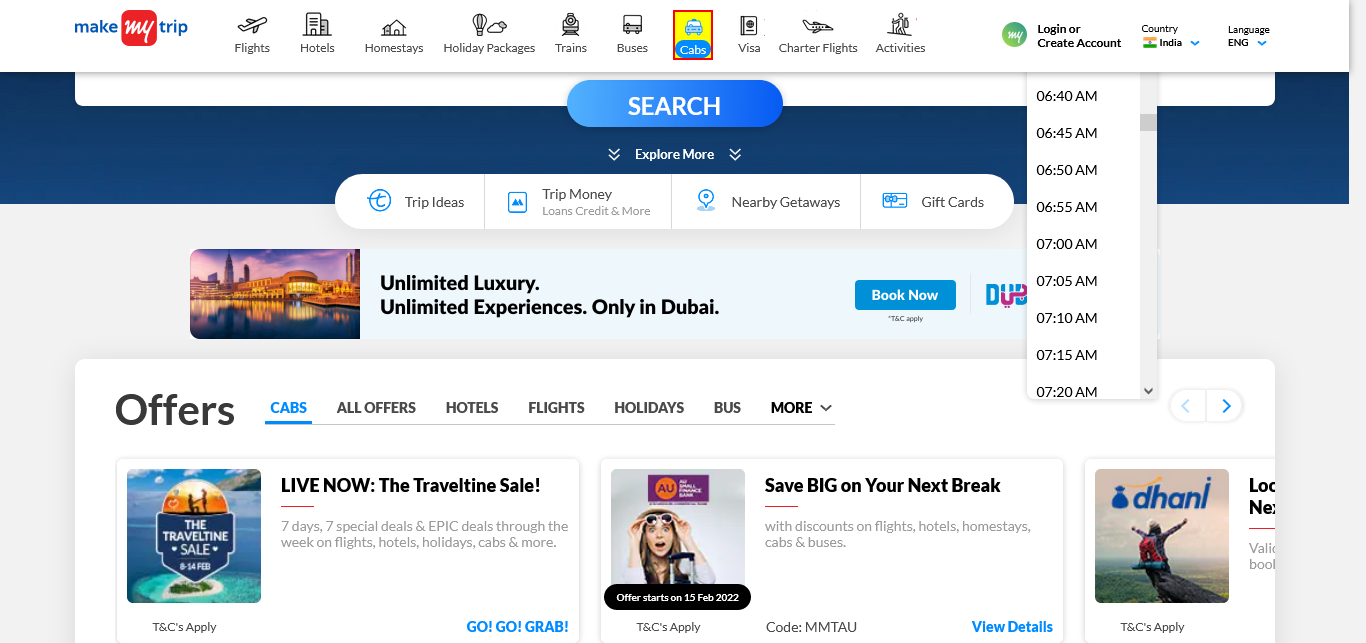 make my trip
Flights
Hotels
Homestays
Holiday Packages
Trains
Buses
Cabs
Visa
Charter Flights
Activities
my
Login or
Create Account
Country
India
Language
ENG
SEARCH
Explore More
Trip Ideas
Trip Money
Loans Credit & More
Nearby Getaways
Gift Cards
06:40 AM
06:45 AM
06:50 AM
06:55 AM
07:00 AM
07:05 AM
07:10 AM
07:15 AM
07:20 AM
Unlimited Luxury.
Unlimited Experiences. Only in Dubai.
Book Now
*T&C apply
DUB
Offers
CABS
ALL OFFERS
HOTELS
FLIGHTS
HOLIDAYS
BUS
MORE
THE
TRAVELTINE
SALE
8-14 FEB
LIVE NOW: The Traveltine Sale!
7 days, 7 special deals & EPIC deals through the
week on flights, hotels, holidays, cabs & more.
T&C's Apply
GO! GO! GRAB!
AU
SMALL
FINANCE
BANK
Offer starts on 15 Feb 2022
Save BIG on Your Next Break
with discounts on flights, hotels, homestays,
cabs & buses.
T&C's Apply
Code: MMTAU
View Details
dhani
Loc
Nex
Valid
book
T&C's Apply